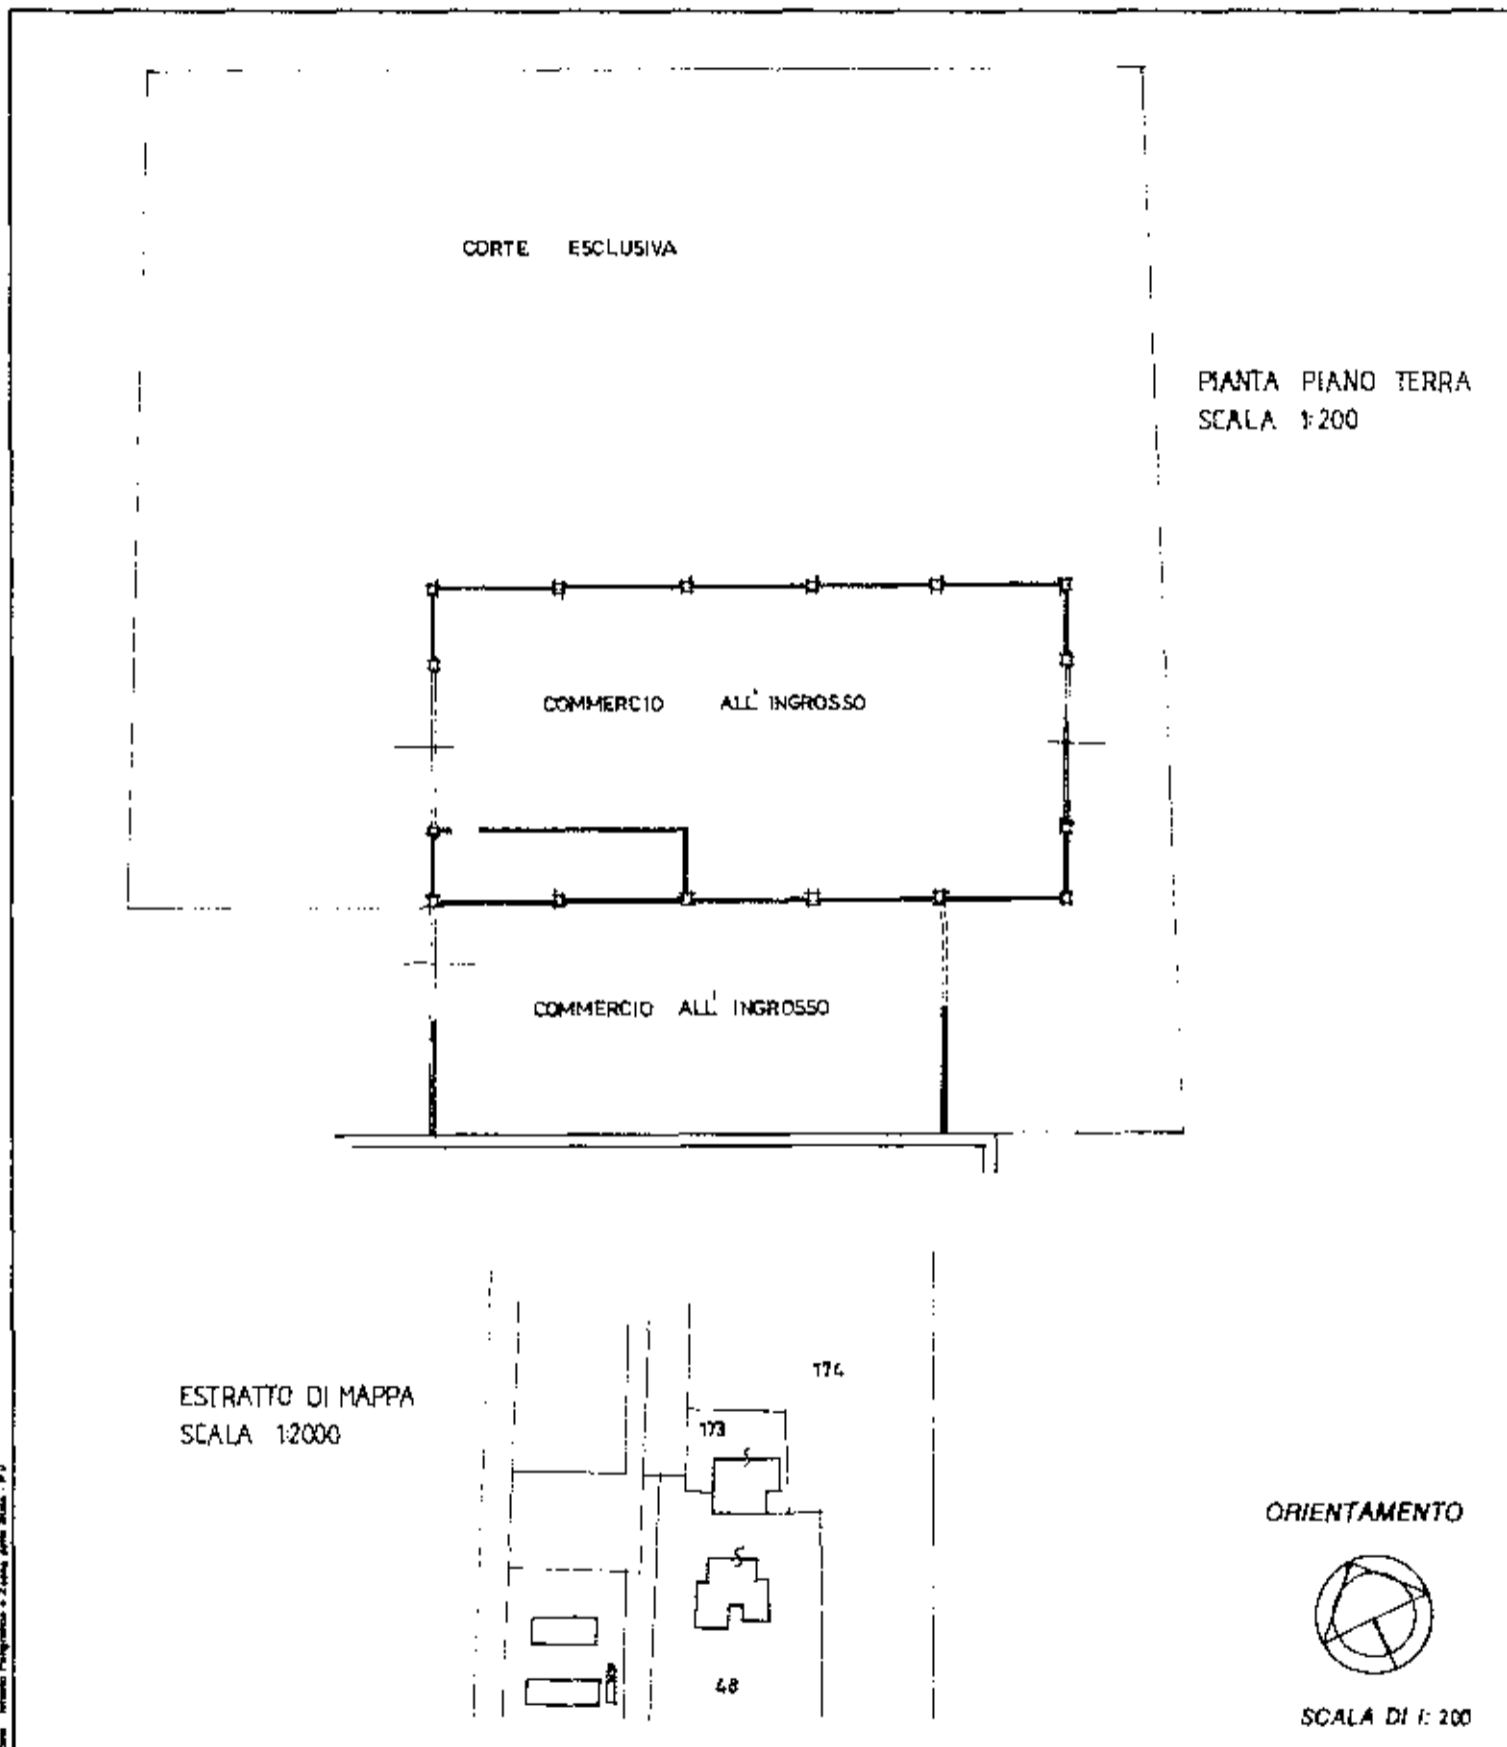 CORTE ESCLUSIVA
PIANTA PIANO TERRA
SCALA 1:200
COMMERCIO ALL' INGROSSO
COMMERCIO ALL' INGROSSO
ESTRATTO DI MAPPA
SCALA 1:2000
174
173
48
ORIENTAMENTO
SCALA DI 1: 200